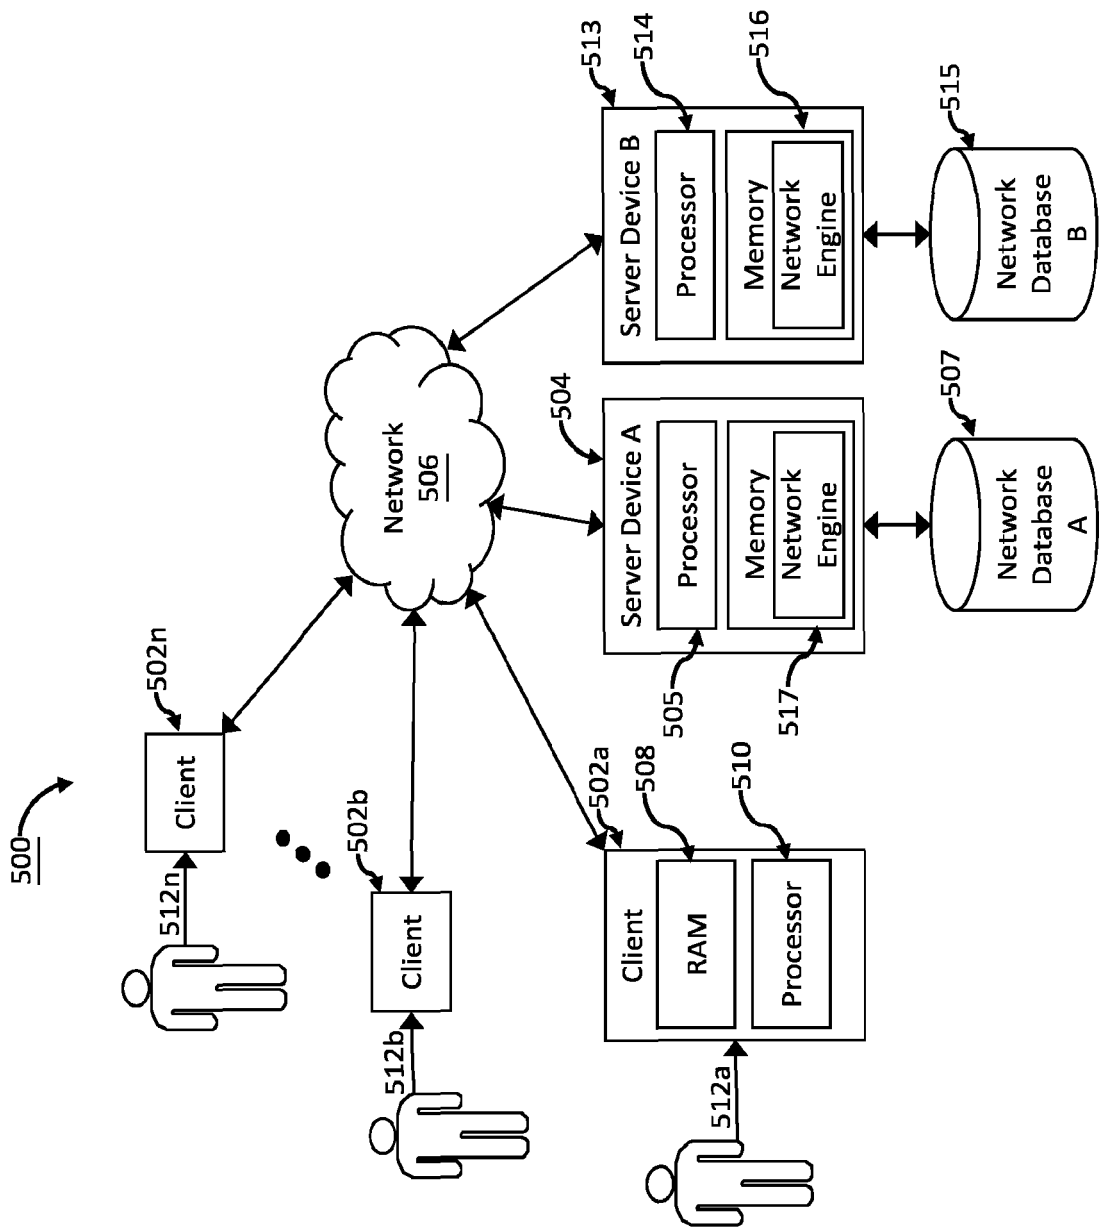 500
512n
Client
502n
512b
Client
502b
512a
Client
502a
RAM
508
Processor
510
Network
506
Server Device A
504
Processor
505
Memory
Network
Engine
517
Network
Database
A
507
Server Device B
513
Processor
514
Memory
Network
Engine
516
Network
Database
B
515